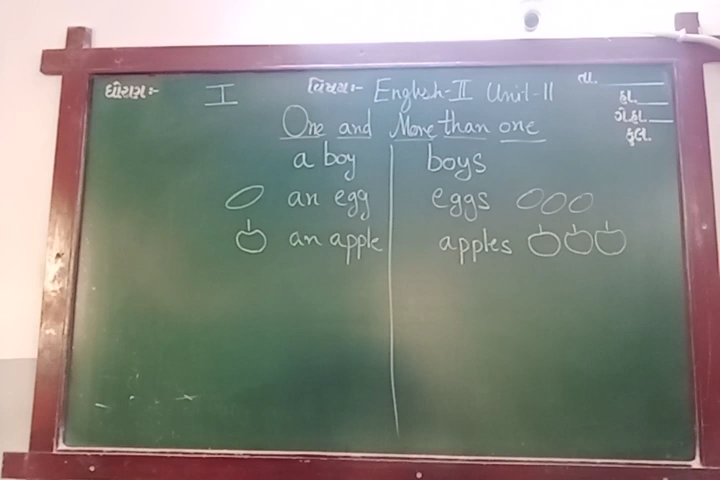 ધોરણઃ- I વિષયઃ- English-II Unit-11 તા.
હા.
ગે.હા.
કુલ.
One and More than one
a boy boys
an egg eggs
an apple apples